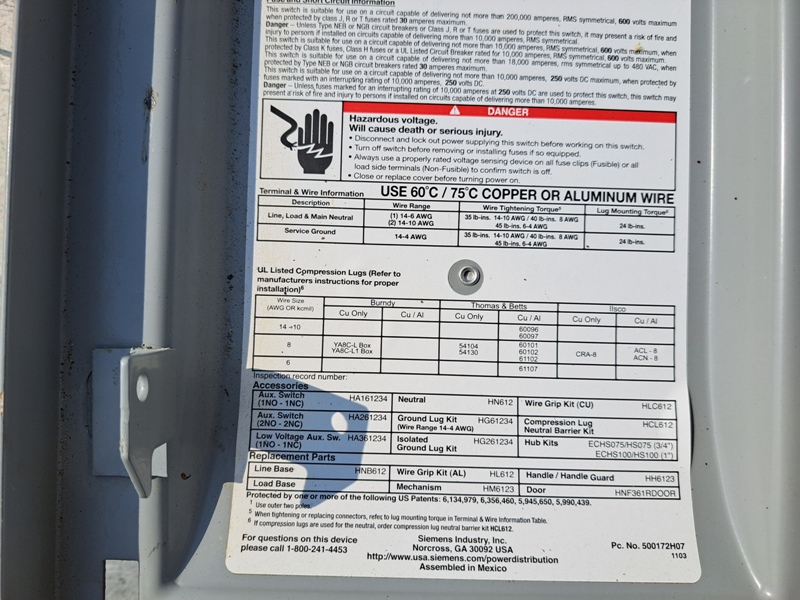 Fuse and Short Circuit Information
This switch is suitable for use on a circuit capable of delivering not more than 200,000 amperes, RMS symmetrical, 600 volts maximum
when protected by class J, R or T fuses rated 30 amperes maximum.
Danger – Unless Type NEB or NGB circuit breakers or Class J, R or T fuses are used to protect this switch, it may present a risk of fire and
injury to persons if installed on circuits capable of delivering more than 10,000 amperes, RMS symmetrical.
This switch is suitable for use on a circuit capable of delivering not more than 10,000 amperes, RMS symmetrical, 600 volts maximum, when
protected by Class K fuses, Class H fuses or a UL Listed Circuit Breaker rated for 10,000 amperes, RMS symmetrical, 600 volts maximum.
This switch is suitable for use on a circuit capable of delivering not more than 18,000 amperes, rms symmetrical up to 480 VAC, when
protected by Type NEB or NGB circuit breakers rated 30 amperes maximum.
This switch is suitable for use on a circuit capable of delivering not more than 10,000 amperes, 250 volts DC maximum, when protected by
fuses marked with an interrupting rating of 10,000 amperes, 250 volts DC.
Danger – Unless fuses marked for an interrupting rating of 10,000 amperes at 250 volts DC are used to protect this switch, this switch may
present a risk of fire and injury to persons if installed on circuits capable of delivering more than 10,000 amperes.
DANGER
Hazardous voltage.
Will cause death or serious injury.
• Disconnect and lock out power supplying this switch before working on this switch.
• Turn off switch before removing or installing fuses if so equipped.
• Always use a properly rated voltage sensing device on all fuse clips (Fusible) or all
load side terminals (Non-Fusible) to confirm switch is off.
• Close or replace cover before turning power on.
Terminal & Wire Information USE 60°C / 75°C COPPER OR ALUMINUM WIRE
Description Wire Range Wire Tightening Torque⁵ Lug Mounting Torque⁵
Line, Load & Main Neutral (1) 14-6 AWG 35 lb-ins. 14-10 AWG / 40 lb-ins. 8 AWG 24 lb-ins.
(2) 14-10 AWG 45 lb-ins. 6-4 AWG
Service Ground 14-4 AWG 35 lb-ins. 14-10 AWG / 40 lb-ins. 8 AWG 24 lb-ins.
45 lb-ins. 6-4 AWG
UL Listed Compression Lugs (Refer to
manufacturers instructions for proper
installation)⁶
Wire Size Burndy Thomas & Betts Ilsco
(AWG OR kcmil) Cu Only Cu / Al Cu Only Cu / Al Cu Only Cu / Al
14 -10 60096
60097
8 YA8C-L Box 54104 60101 CRA-8 ACL - 8
YA8C-L1 Box 54130 60102 ACN - 8
6 61102
61107
Inspection record number:
Accessories
Aux. Switch HA161234 Neutral HN612 Wire Grip Kit (CU) HLC612
(1NO - 1NC)
Aux. Switch HA261234 Ground Lug Kit HG61234 Compression Lug HCL612
(2NO - 2NC) (Wire Range 14-4 AWG) Neutral Barrier Kit
Low Voltage Aux. Sw. HA361234 Isolated HG261234 Hub Kits ECHS075/HS075 (3/4")
(1NO - 1NC) Ground Lug Kit ECHS100/HS100 (1")
Replacement Parts
Line Base HNB612 Wire Grip Kit (AL) HL612 Handle / Handle Guard HH6123
Load Base Mechanism HM6123 Door HNF361RDOOR
Protected by one or more of the following US Patents: 6,134,979, 6,356,460, 5,945,650, 5,990,439.
¹ Use outer two poles.
⁵ When tightening or replacing connectors, refer to lug mounting torque in Terminal & Wire Information Table.
⁶ If compression lugs are used for the neutral, order compression lug neutral barrier kit HCL612.
For questions on this device
please call 1-800-241-4453
Siemens Industry, Inc.
Norcross, GA 30092 USA
http://www.usa.siemens.com/powerdistribution
Assembled in Mexico
Pc. No. 500172H07
1103